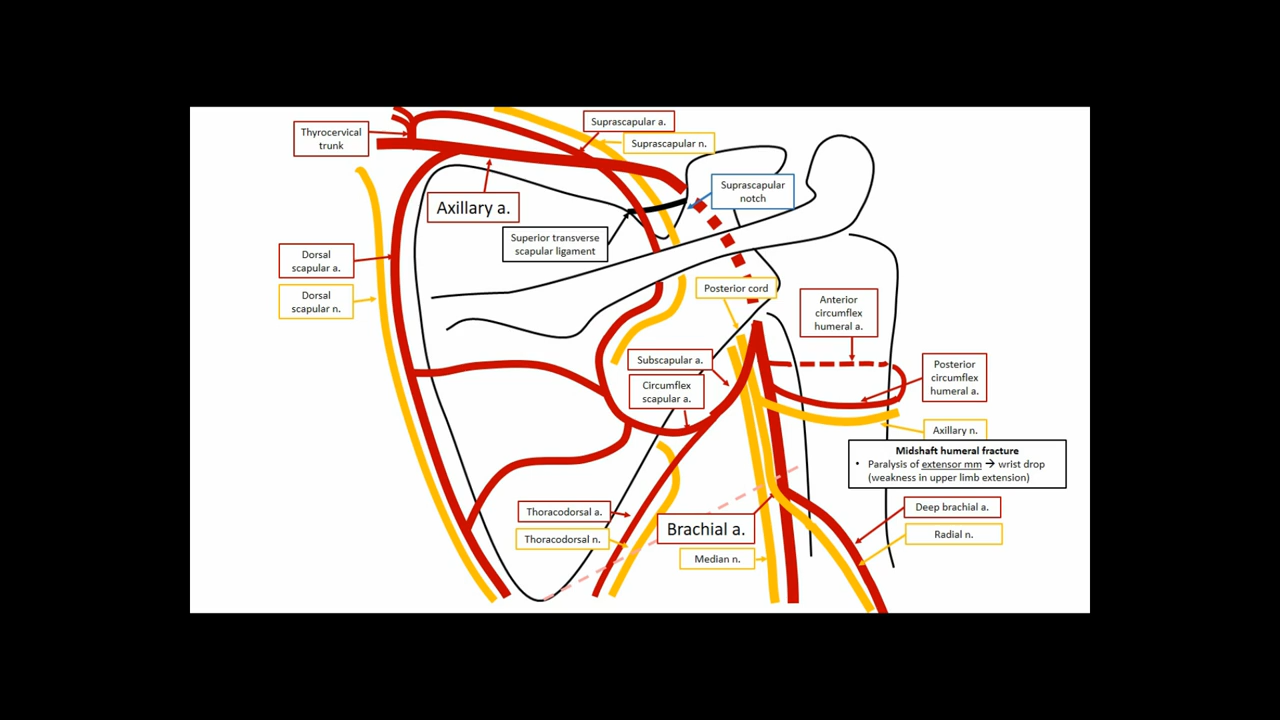 Thyrocervical
trunk
Suprascapular a.
Suprascapular n.
Suprascapular
notch
Axillary a.
Superior transverse
scapular ligament
Dorsal
scapular a.
Dorsal
scapular n.
Posterior cord
Anterior
circumflex
humeral a.
Subscapular a.
Circumflex
scapular a.
Posterior
circumflex
humeral a.
Axillary n.
Midshaft humeral fracture
• Paralysis of extensor mm → wrist drop
(weakness in upper limb extension)
Thoracodorsal a.
Thoracodorsal n.
Brachial a.
Median n.
Deep brachial a.
Radial n.